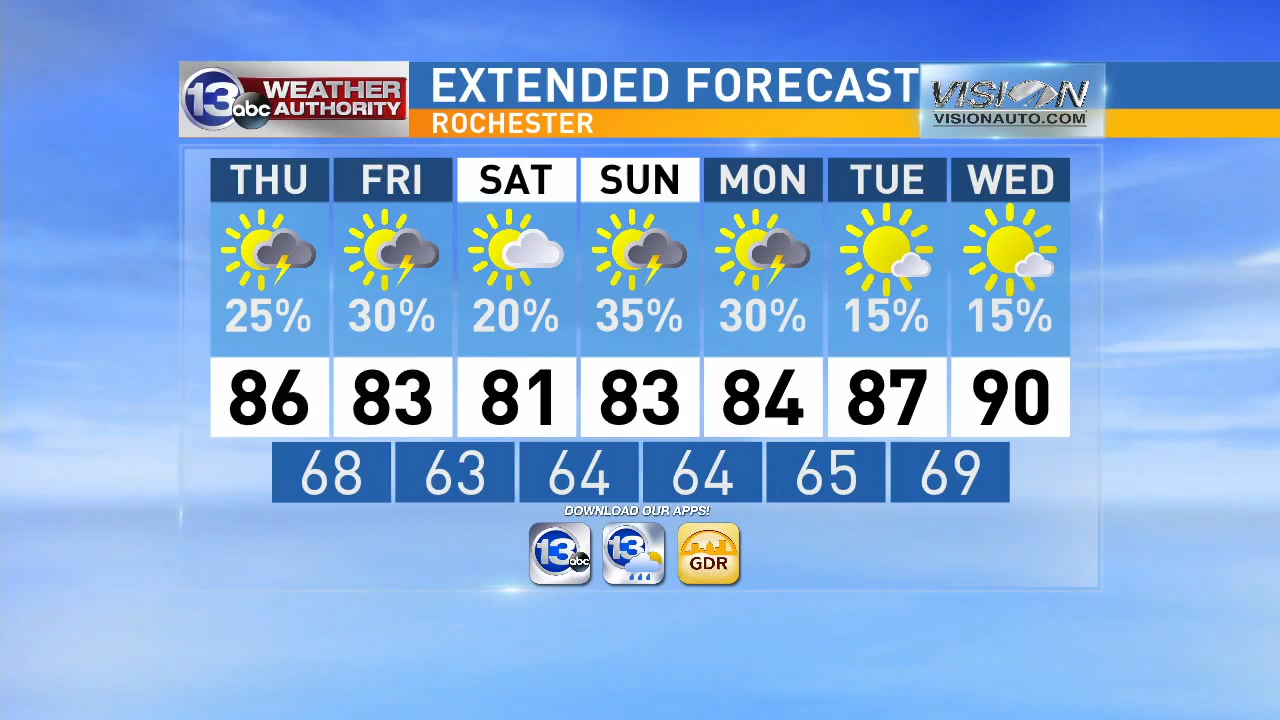 13 abc WEATHER AUTHORITY
EXTENDED FORECAST
ROCHESTER
VISION
VISIONAUTO.COM
THU FRI SAT SUN MON TUE WED
25% 30% 20% 35% 30% 15% 15%
86 83 81 83 84 87 90
68 63 64 64 65 69
DOWNLOAD OUR APPS!
13 abc 13 GDR